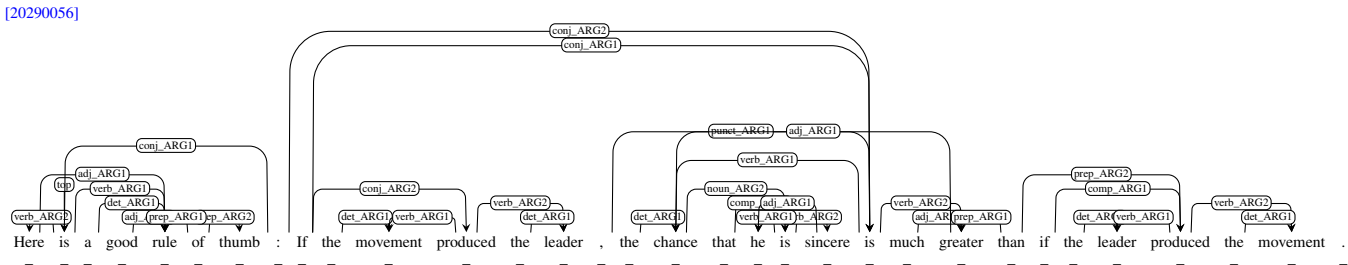 [20290056]
conj_ARG2
conj_ARG1
punct_ARG1 adj_ARG1
conj_ARG1
verb_ARG1
adj_ARG1 prep_ARG2
top verb_ARG1 conj_ARG2 noun_ARG2 comp_ARG1
det_ARG1 verb_ARG2 adj_ARG1 verb_ARG2 verb_ARG2
verb_ARG2 prep_ARG1 det_ARG1 verb_ARG1 det_ARG1 det_ARG1 verb_ARG1 prep_ARG1 verb_ARG1 det_ARG1
Here is a good rule of thumb : If the movement produced the leader , the chance that he is sincere is much greater than if the leader produced the movement .
_ _ _ _ _ _ _ _ _ _ _ _ _ _ _ _ _ _ _ _ _ _ _ _ _ _ _ _ _ _ _ _